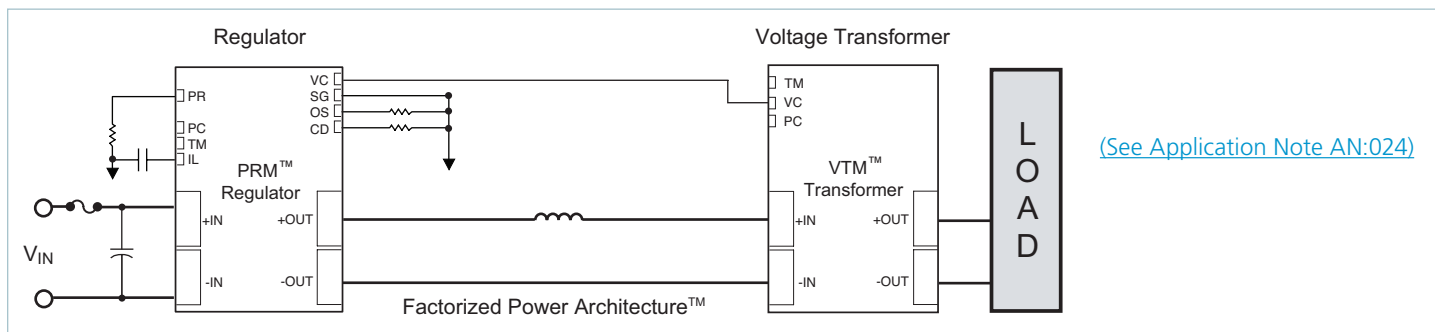 Regulator
Voltage Transformer
PR
PC
TM
IL
VC
SG
OS
CD
PRM™
Regulator
+IN
-IN
+OUT
-OUT
VIN
Factorized Power Architecture™
TM
VC
PC
VTM™
Transformer
+IN
-IN
+OUT
-OUT
LOAD
(See Application Note AN:024)